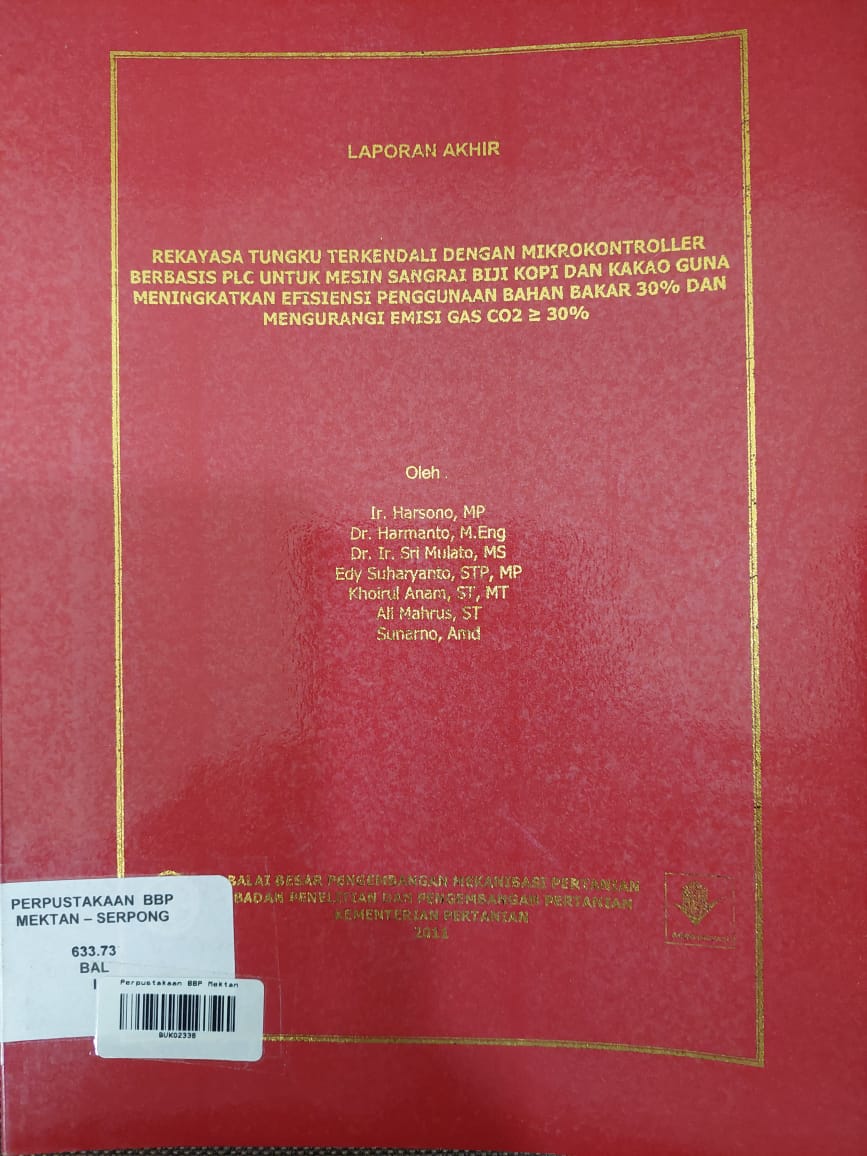 LAPORAN AKHIR
REKAYASA TUNGKU TERKENDALI DENGAN MIKROKONTROLLER
BERBASIS PLC UNTUK MESIN SANGRAI BIJI KOPI DAN KAKAO GUNA
MENINGKATKAN EFISIENSI PENGGUNAAN BAHAN BAKAR 30% DAN
MENGURANGI EMISI GAS CO2 ≥ 30%
Oleh :
Ir. Harsono, MP
Dr. Harmanto, M.Eng
Dr. Ir. Sri Mulato, MS
Edy Suharyanto, STP, MP
Khoirul Anam, ST, MT
Ali Mahrus, ST
Sunarno, Amd
BALAI BESAR PENGEMBANGAN MEKANISASI PERTANIAN
BADAN PENELITIAN DAN PENGEMBANGAN PERTANIAN
KEMENTERIAN PERTANIAN
2011
PERPUSTAKAAN BBP
MEKTAN – SERPONG
633.73
BAL
Perpustakaan BBP Mektan
BUK02338